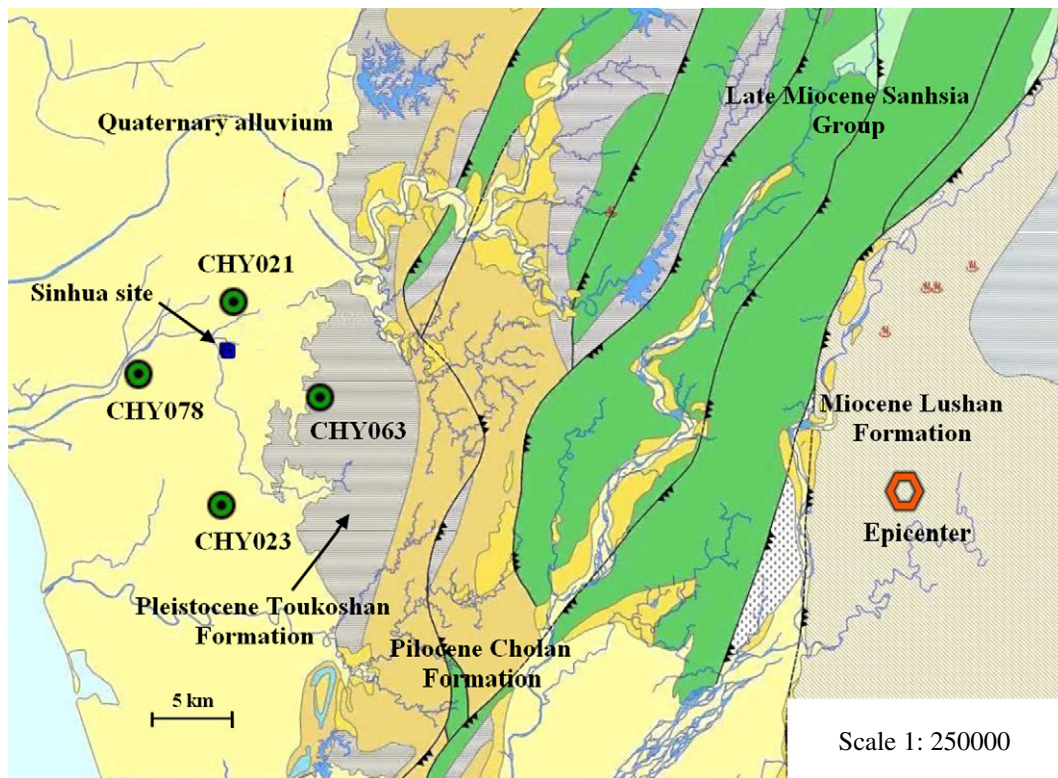 Late Miocene Sanhsia
Group
Quaternary alluvium
CHY021
Sinhua site
CHY078
CHY063
Miocene Lushan
Formation
CHY023
Epicenter
Pleistocene Toukoshan
Formation
Pilocene Cholan
Formation
5 km
Scale 1: 250000